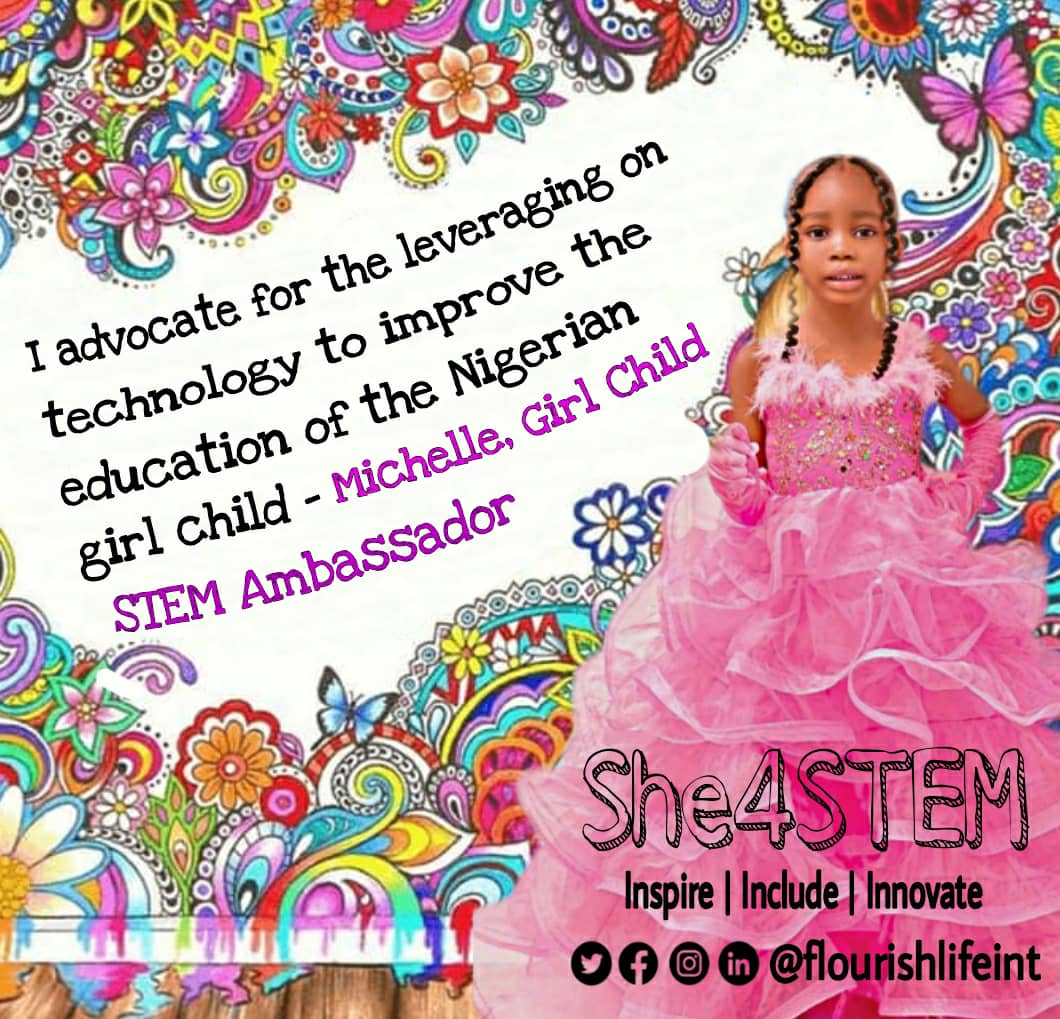 I advocate for the leveraging on
technology to improve the
education of the Nigerian
girl child - Michelle, Girl Child
STEM Ambassador
She4STEM
Inspire | Include | Innovate
@flourishlifeint